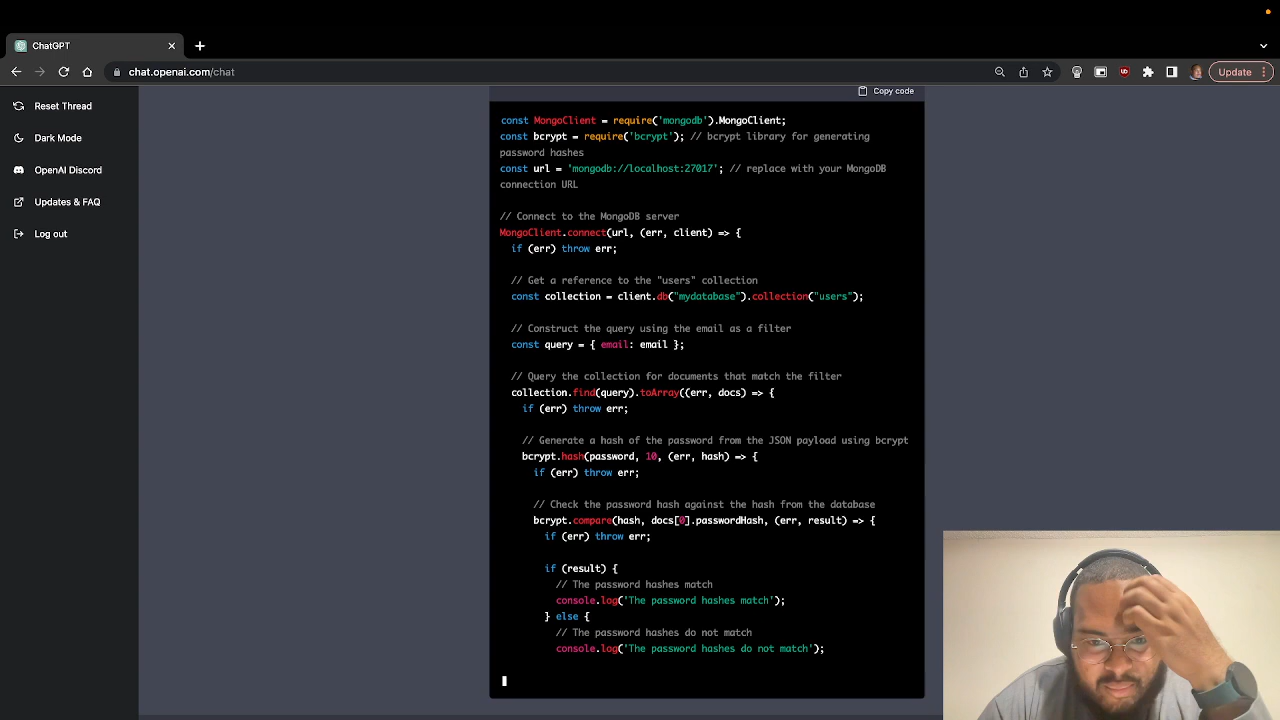 ChatGPT
chat.openai.com/chat
Update
Reset Thread
Dark Mode
OpenAI Discord
Updates & FAQ
Log out
Copy code
const MongoClient = require('mongodb').MongoClient;
const bcrypt = require('bcrypt'); // bcrypt library for generating
password hashes
const url = 'mongodb://localhost:27017'; // replace with your MongoDB
connection URL
// Connect to the MongoDB server
MongoClient.connect(url, (err, client) => {
if (err) throw err;
// Get a reference to the "users" collection
const collection = client.db("mydatabase").collection("users");
// Construct the query using the email as a filter
const query = { email: email };
// Query the collection for documents that match the filter
collection.find(query).toArray((err, docs) => {
if (err) throw err;
// Generate a hash of the password from the JSON payload using bcrypt
bcrypt.hash(password, 10, (err, hash) => {
if (err) throw err;
// Check the password hash against the hash from the database
bcrypt.compare(hash, docs[0].passwordHash, (err, result) => {
if (err) throw err;
if (result) {
// The password hashes match
console.log('The password hashes match');
} else {
// The password hashes do not match
console.log('The password hashes do not match');